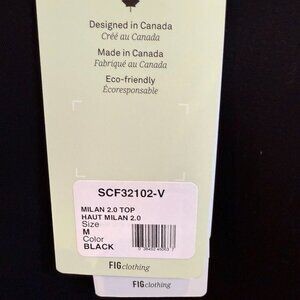 Designed in Canada
Créé au Canada
Made in Canada
Fabriqué au Canada
Eco-friendly
Écoresponsable
SCF32102-V
MILAN 2.0 TOP
HAUT MILAN 2.0
Size
M
Color
BLACK
FIGclothing
FIGclothing